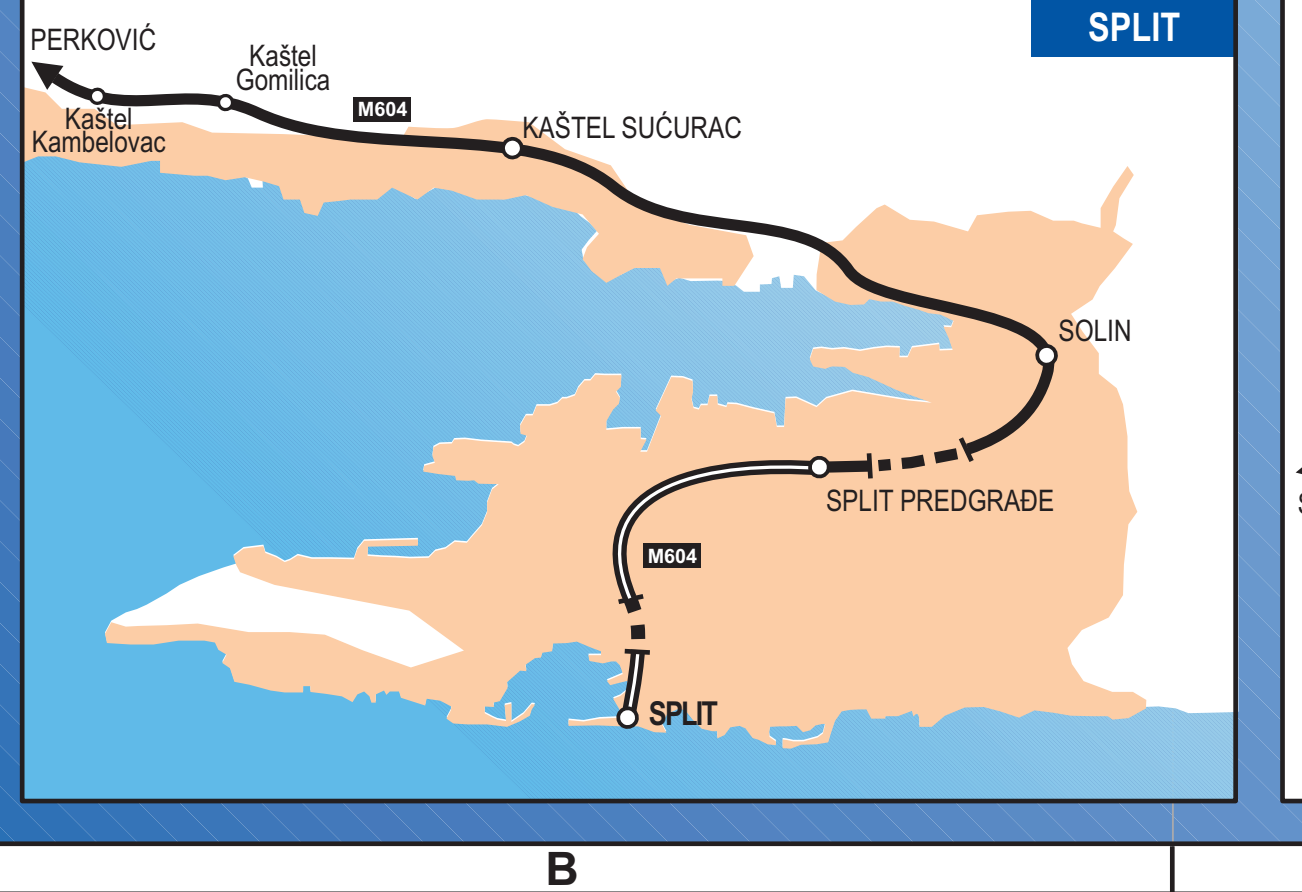 SPLIT
PERKOVIĆ
Kaštel
Gomilica
M604
Kaštel
Kambelovac
KAŠTEL SUĆURAC
SOLIN
SPLIT PREDGRAĐE
M604
SPLIT
S
B